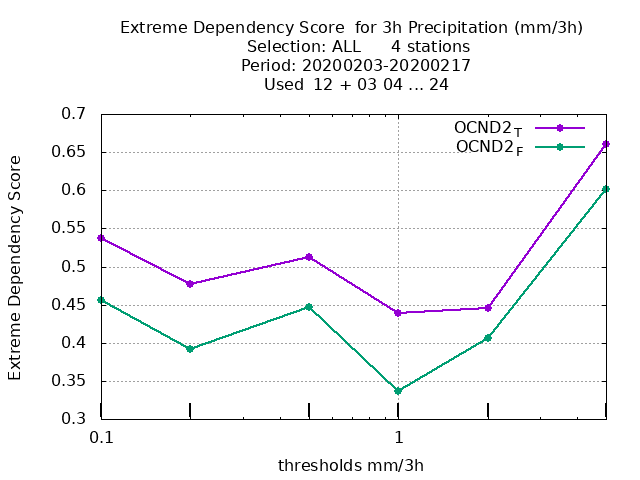 Extreme Dependency Score  for 3h Precipitation (mm/3h)
Selection: ALL      4 stations
Period: 20200203-20200217
Used  12 + 03 04 ... 24
OCND2T
OCND2F
Extreme Dependency Score
0.7
0.65
0.6
0.55
0.5
0.45
0.4
0.35
0.3
0.1
1
thresholds mm/3h